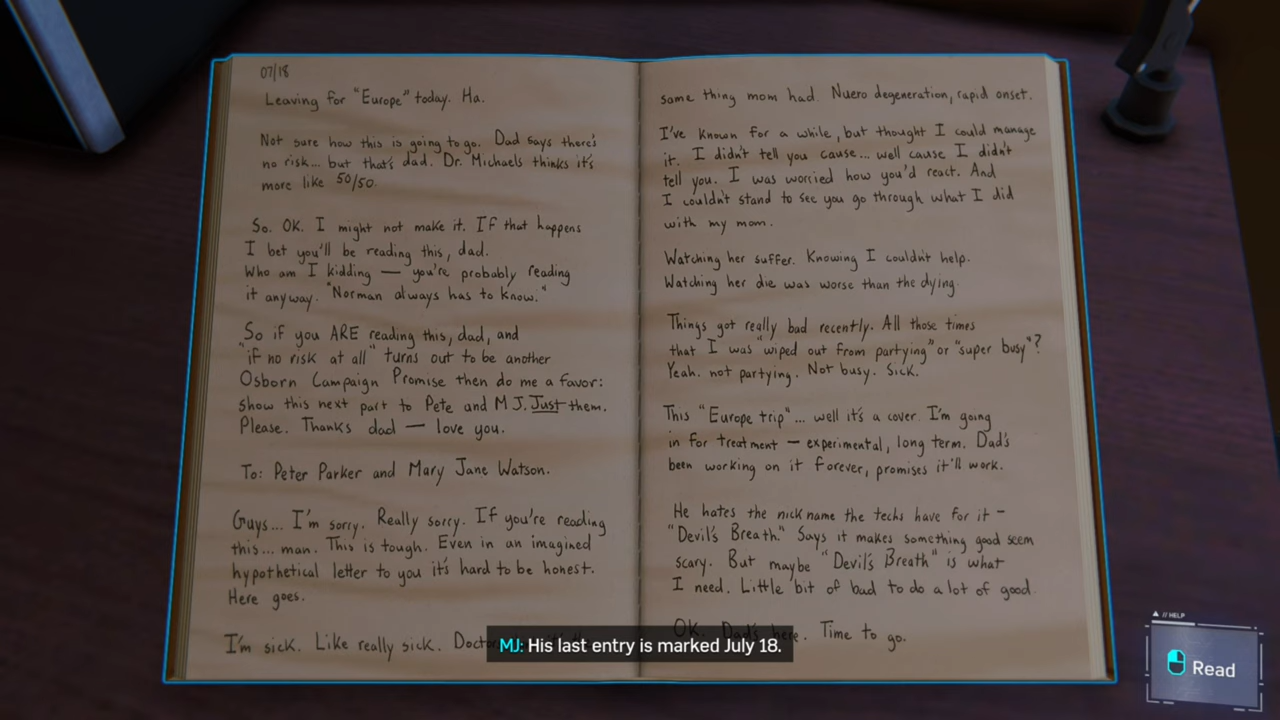 07/18
Leaving for "Europe" today. Ha.
Not sure how this is going to go. Dad says there's
no risk... but that's dad. Dr. Michaels thinks it's
more like 50/50.
So. OK. I might not make it. IF that happens
I bet you'll be reading this, dad.
Who am I kidding — you're probably reading
it anyway. "Norman always has to know."
So if you ARE reading this, dad, and
"if no risk at all" turns out to be another
Osborn Campaign Promise then do me a favor:
show this next part to Pete and MJ. Just them.
Please. Thanks dad — love you.
To: Peter Parker and Mary Jane Watson.
Guys... I'm sorry. Really sorry. If you're reading
this... man. This is tough. Even in an imagined
hypothetical letter to you it's hard to be honest.
Here goes.
I'm sick. Like really sick.
same thing mom had. Nuero degeneration, rapid onset.
I've known for a while, but thought I could manage
it. I didn't tell you cause... well cause I didn't
tell you. I was worried how you'd react. And
I couldn't stand to see you go through what I did
with my mom.
Watching her suffer. Knowing I couldn't help.
Watching her die was worse than the dying.
Things got really bad recently. All those times
that I was "wiped out from partying" or "super busy"?
Yeah. not partying. Not busy. Sick.
This "Europe trip"... well it's a cover. I'm going
in for treatment — experimental, long term. Dad's
been working on it forever, promises it'll work.
He hates the nickname the techs have for it -
"Devil's Breath." Says it makes something good seem
scary. But maybe "Devil's Breath" is what
I need. Little bit of bad to do a lot of good.
OK. Dad's here. Time to go.
MJ: His last entry is marked July 18.
// HELP
Read